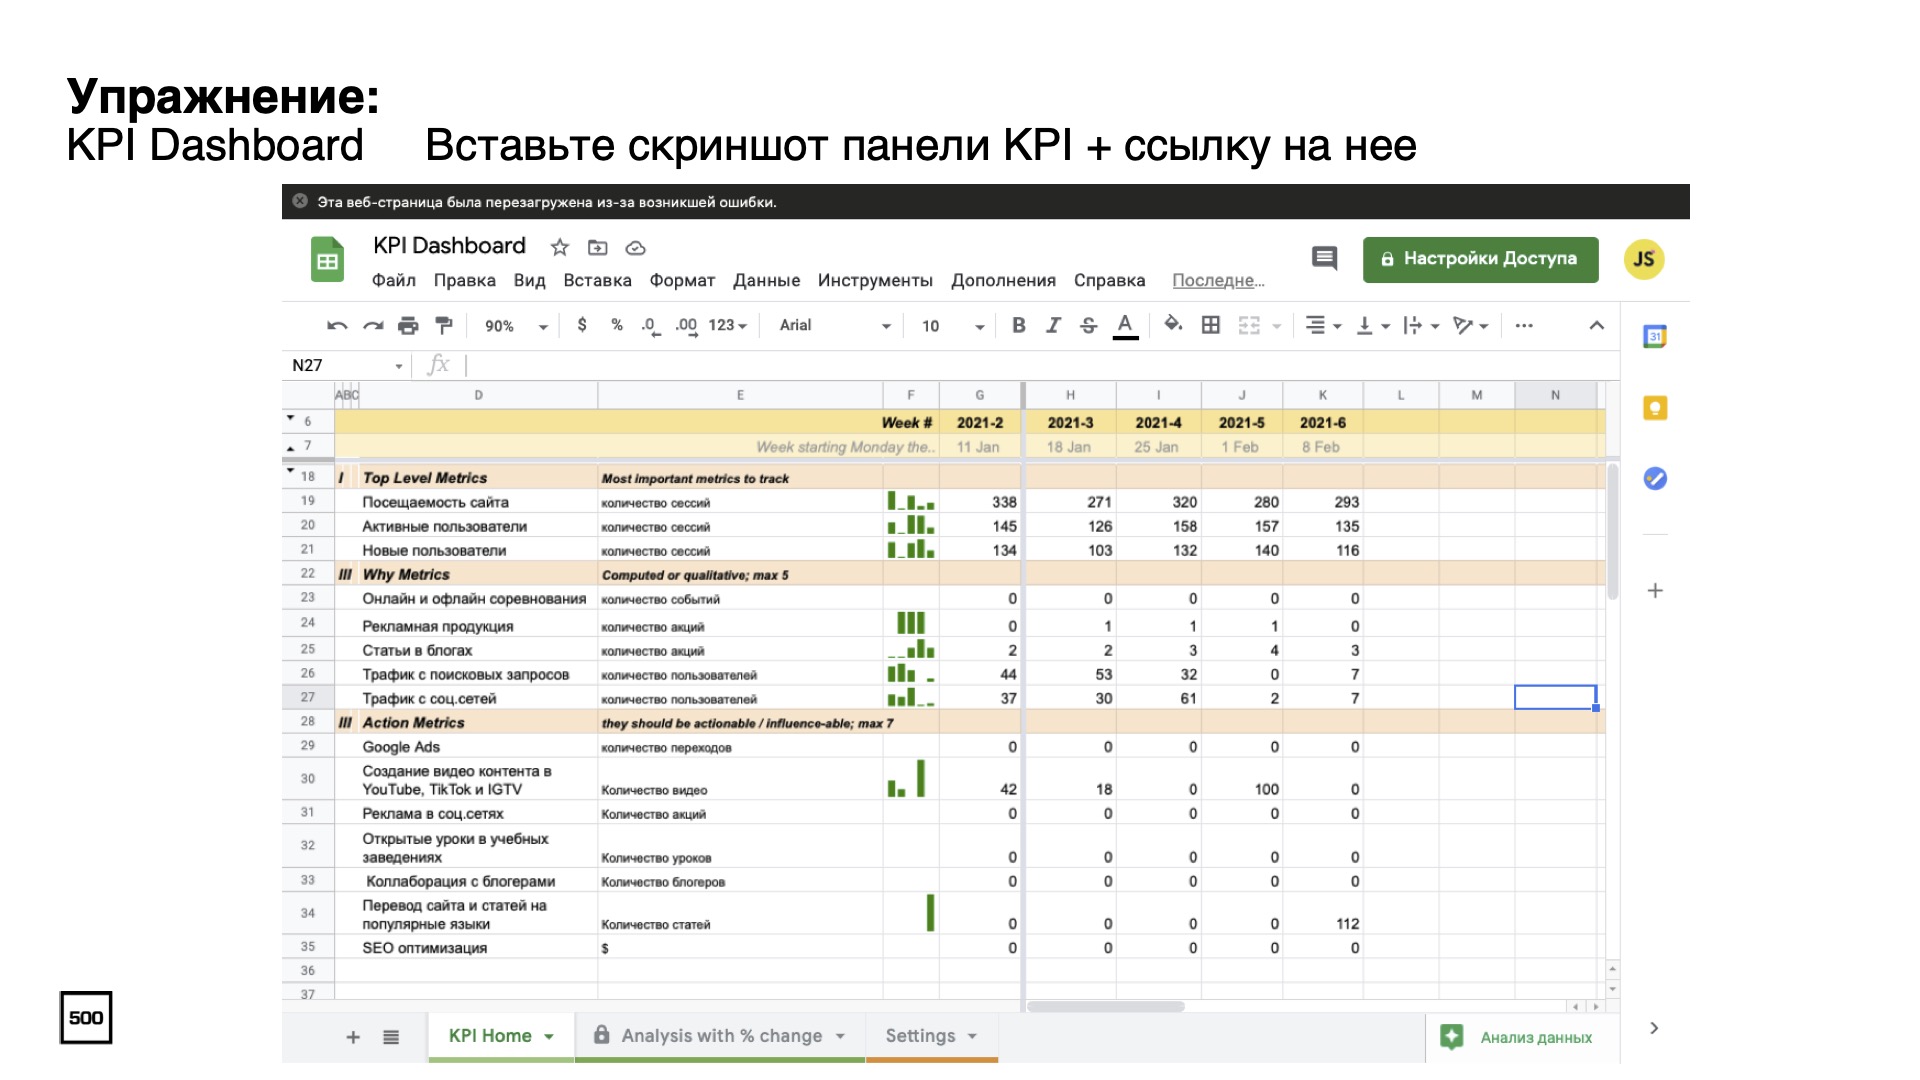 Упражнение:
KPI Dashboard Вставьте скриншот панели KPI + ссылку на нее
Эта веб-страница была перезагружена из-за возникшей ошибки.
KPI Dashboard
Настройки Доступа
JS
Файл Правка Вид Вставка Формат Данные Инструменты Дополнения Справка Последне...
90% $ % .0 .00 123 Arial 10 B I S A ...
31
N27 fx
A B C D E F G H I J K L M N
6 Week # 2021-2 2021-3 2021-4 2021-5 2021-6
7 Week starting Monday the.. 11 Jan 18 Jan 25 Jan 1 Feb 8 Feb
18 I Top Level Metrics Most important metrics to track
19 Посещаемость сайта количество сессий 338 271 320 280 293
20 Активные пользователи количество сессий 145 126 158 157 135
21 Новые пользователи количество сессий 134 103 132 140 116
22 III Why Metrics Computed or qualitative; max 5
23 Онлайн и офлайн соревнования количество событий 0 0 0 0 0
24 Рекламная продукция количество акций 0 1 1 1 0
25 Статьи в блогах количество акций 2 2 3 4 3
26 Трафик с поисковых запросов количество пользователей 44 53 32 0 7
27 Трафик с соц.сетей количество пользователей 37 30 61 2 7
28 III Action Metrics they should be actionable / influence-able; max 7
29 Google Ads количество переходов 0 0 0 0 0
Создание видео контента в
30 YouTube, TikTok и IGTV Количество видео 42 18 0 100 0
31 Реклама в соц.сетях Количество акций 0 0 0 0 0
Открытые уроки в учебных
32 заведениях Количество уроков 0 0 0 0 0
33 Коллаборация с блогерами Количество блогеров 0 0 0 0 0
Перевод сайта и статей на
34 популярные языки Количество статей 0 0 0 0 112
35 SEO оптимизация $ 0 0 0 0 0
36
37
500
KPI Home Analysis with % change Settings Анализ данных